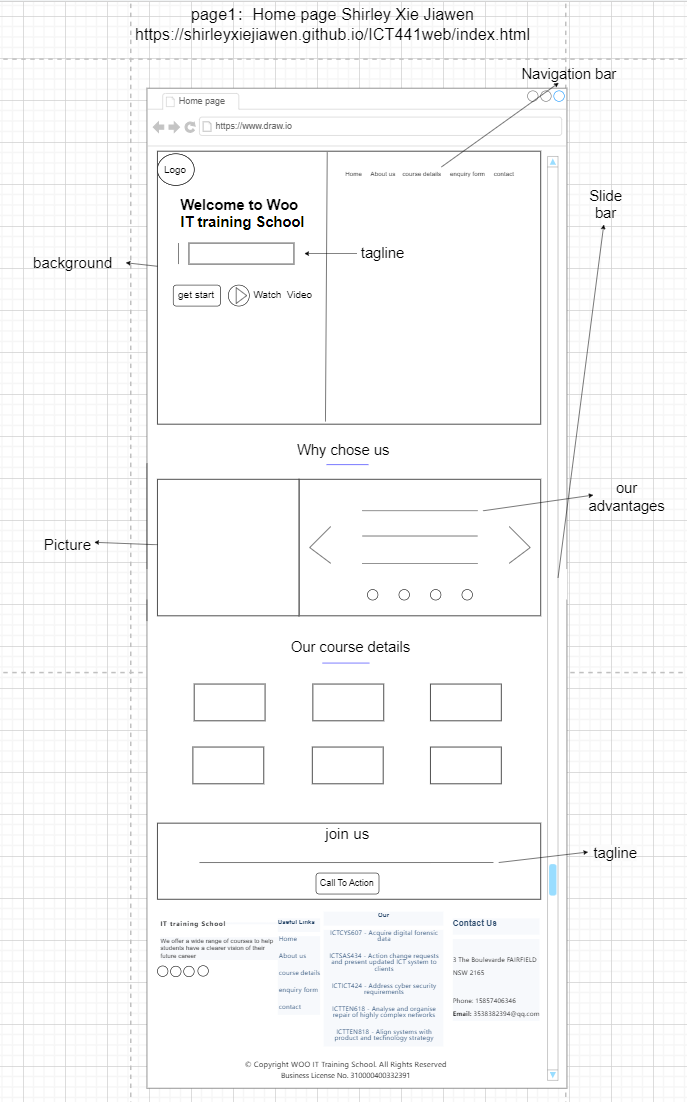 page1: Home page Shirley Xie Jiawen
https://shirleyxiejiawen.github.io/ICT441web/index.html
Navigation bar
Home page
https://www.draw.io
Logo
Home About us course details enquiry form contact
Welcome to Woo
IT training School
Slide
bar
tagline
background
get start
Watch Video
Why chose us
our
advantages
Picture
Our course details
join us
tagline
Call To Action
IT training School
We offer a wide range of courses to help
students have a clearer vision of their
future career
Useful Links
Home
About us
course details
enquiry form
contact
Our
ICTCYS607 - Acquire digital forensic
data
ICTSAS434 - Action change requests
and present updated ICT system to
clients
ICTICT424 - Address cyber security
requirements
ICTTEN618 - Analyse and organise
repair of highly complex networks
ICTTEN818 - Align systems with
product and technology strategy
Contact Us
3 The Boulevarde FAIRFIELD
NSW 2165
Phone: 15857406346
Email: 3538382394@qq.com
© Copyright WOO IT Training School. All Rights Reserved
Business License No. 310000400332391